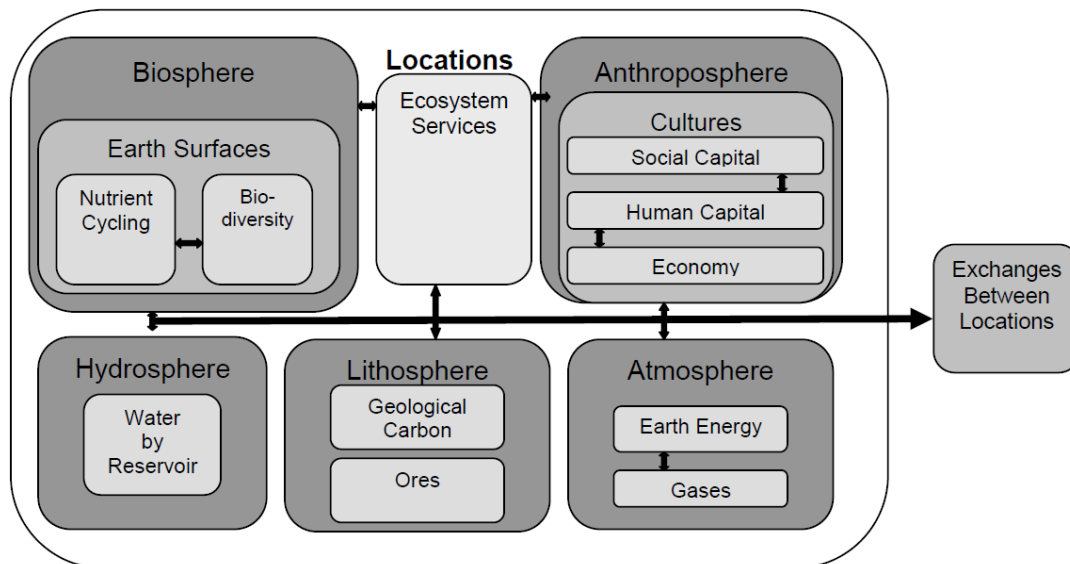 Biosphere
Earth Surfaces
Nutrient
Cycling
Bio-
diversity
Locations
Ecosystem
Services
Anthroposphere
Cultures
Social Capital
Human Capital
Economy
Exchanges
Between
Locations
Hydrosphere
Water
by
Reservoir
Lithosphere
Geological
Carbon
Ores
Atmosphere
Earth Energy
Gases